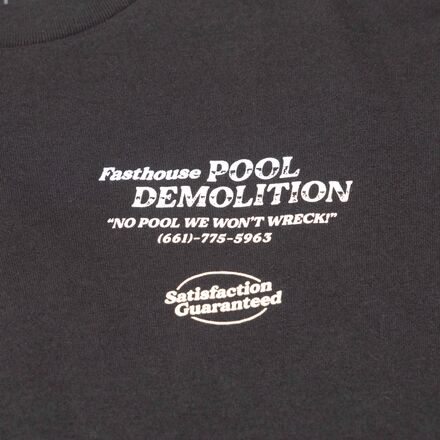 Fasthouse POOL
DEMOLITION
"NO POOL WE WON'T WRECK!"
(661)-775-5963
Satisfaction
Guaranteed